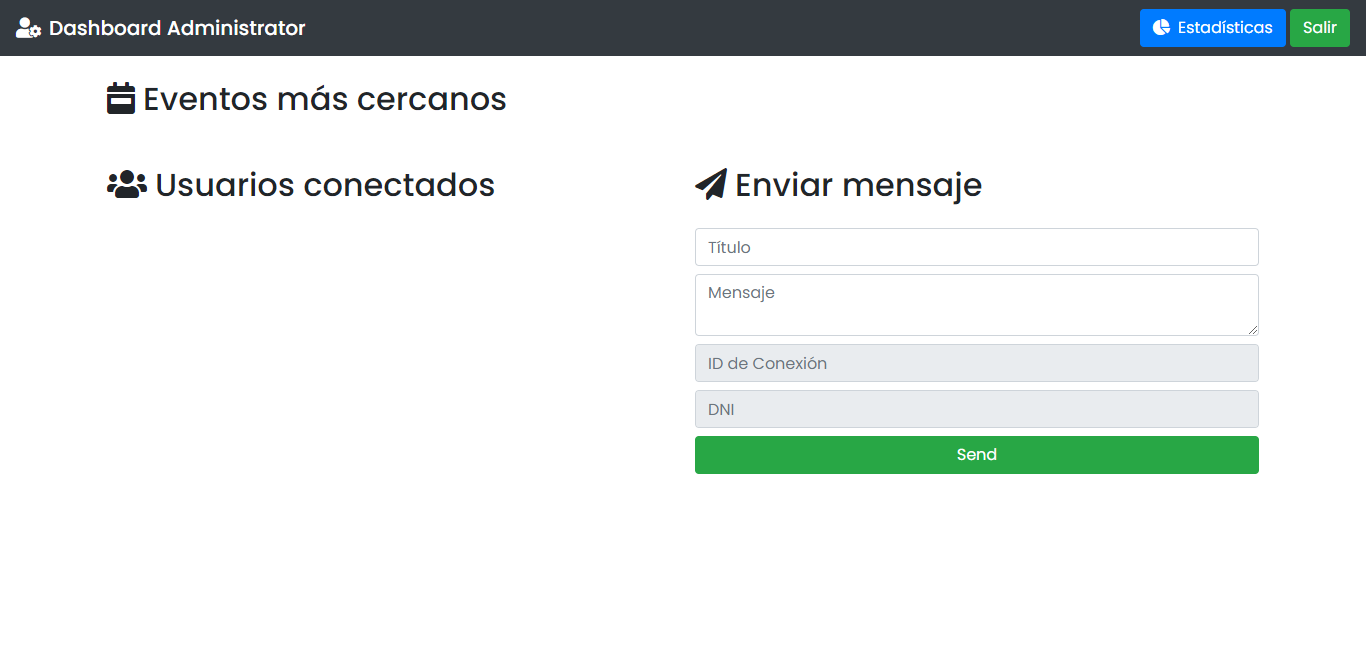 Dashboard Administrator
Estadísticas
Salir
Eventos más cercanos
Usuarios conectados
Enviar mensaje
Título
Mensaje
ID de Conexión
DNI
Send